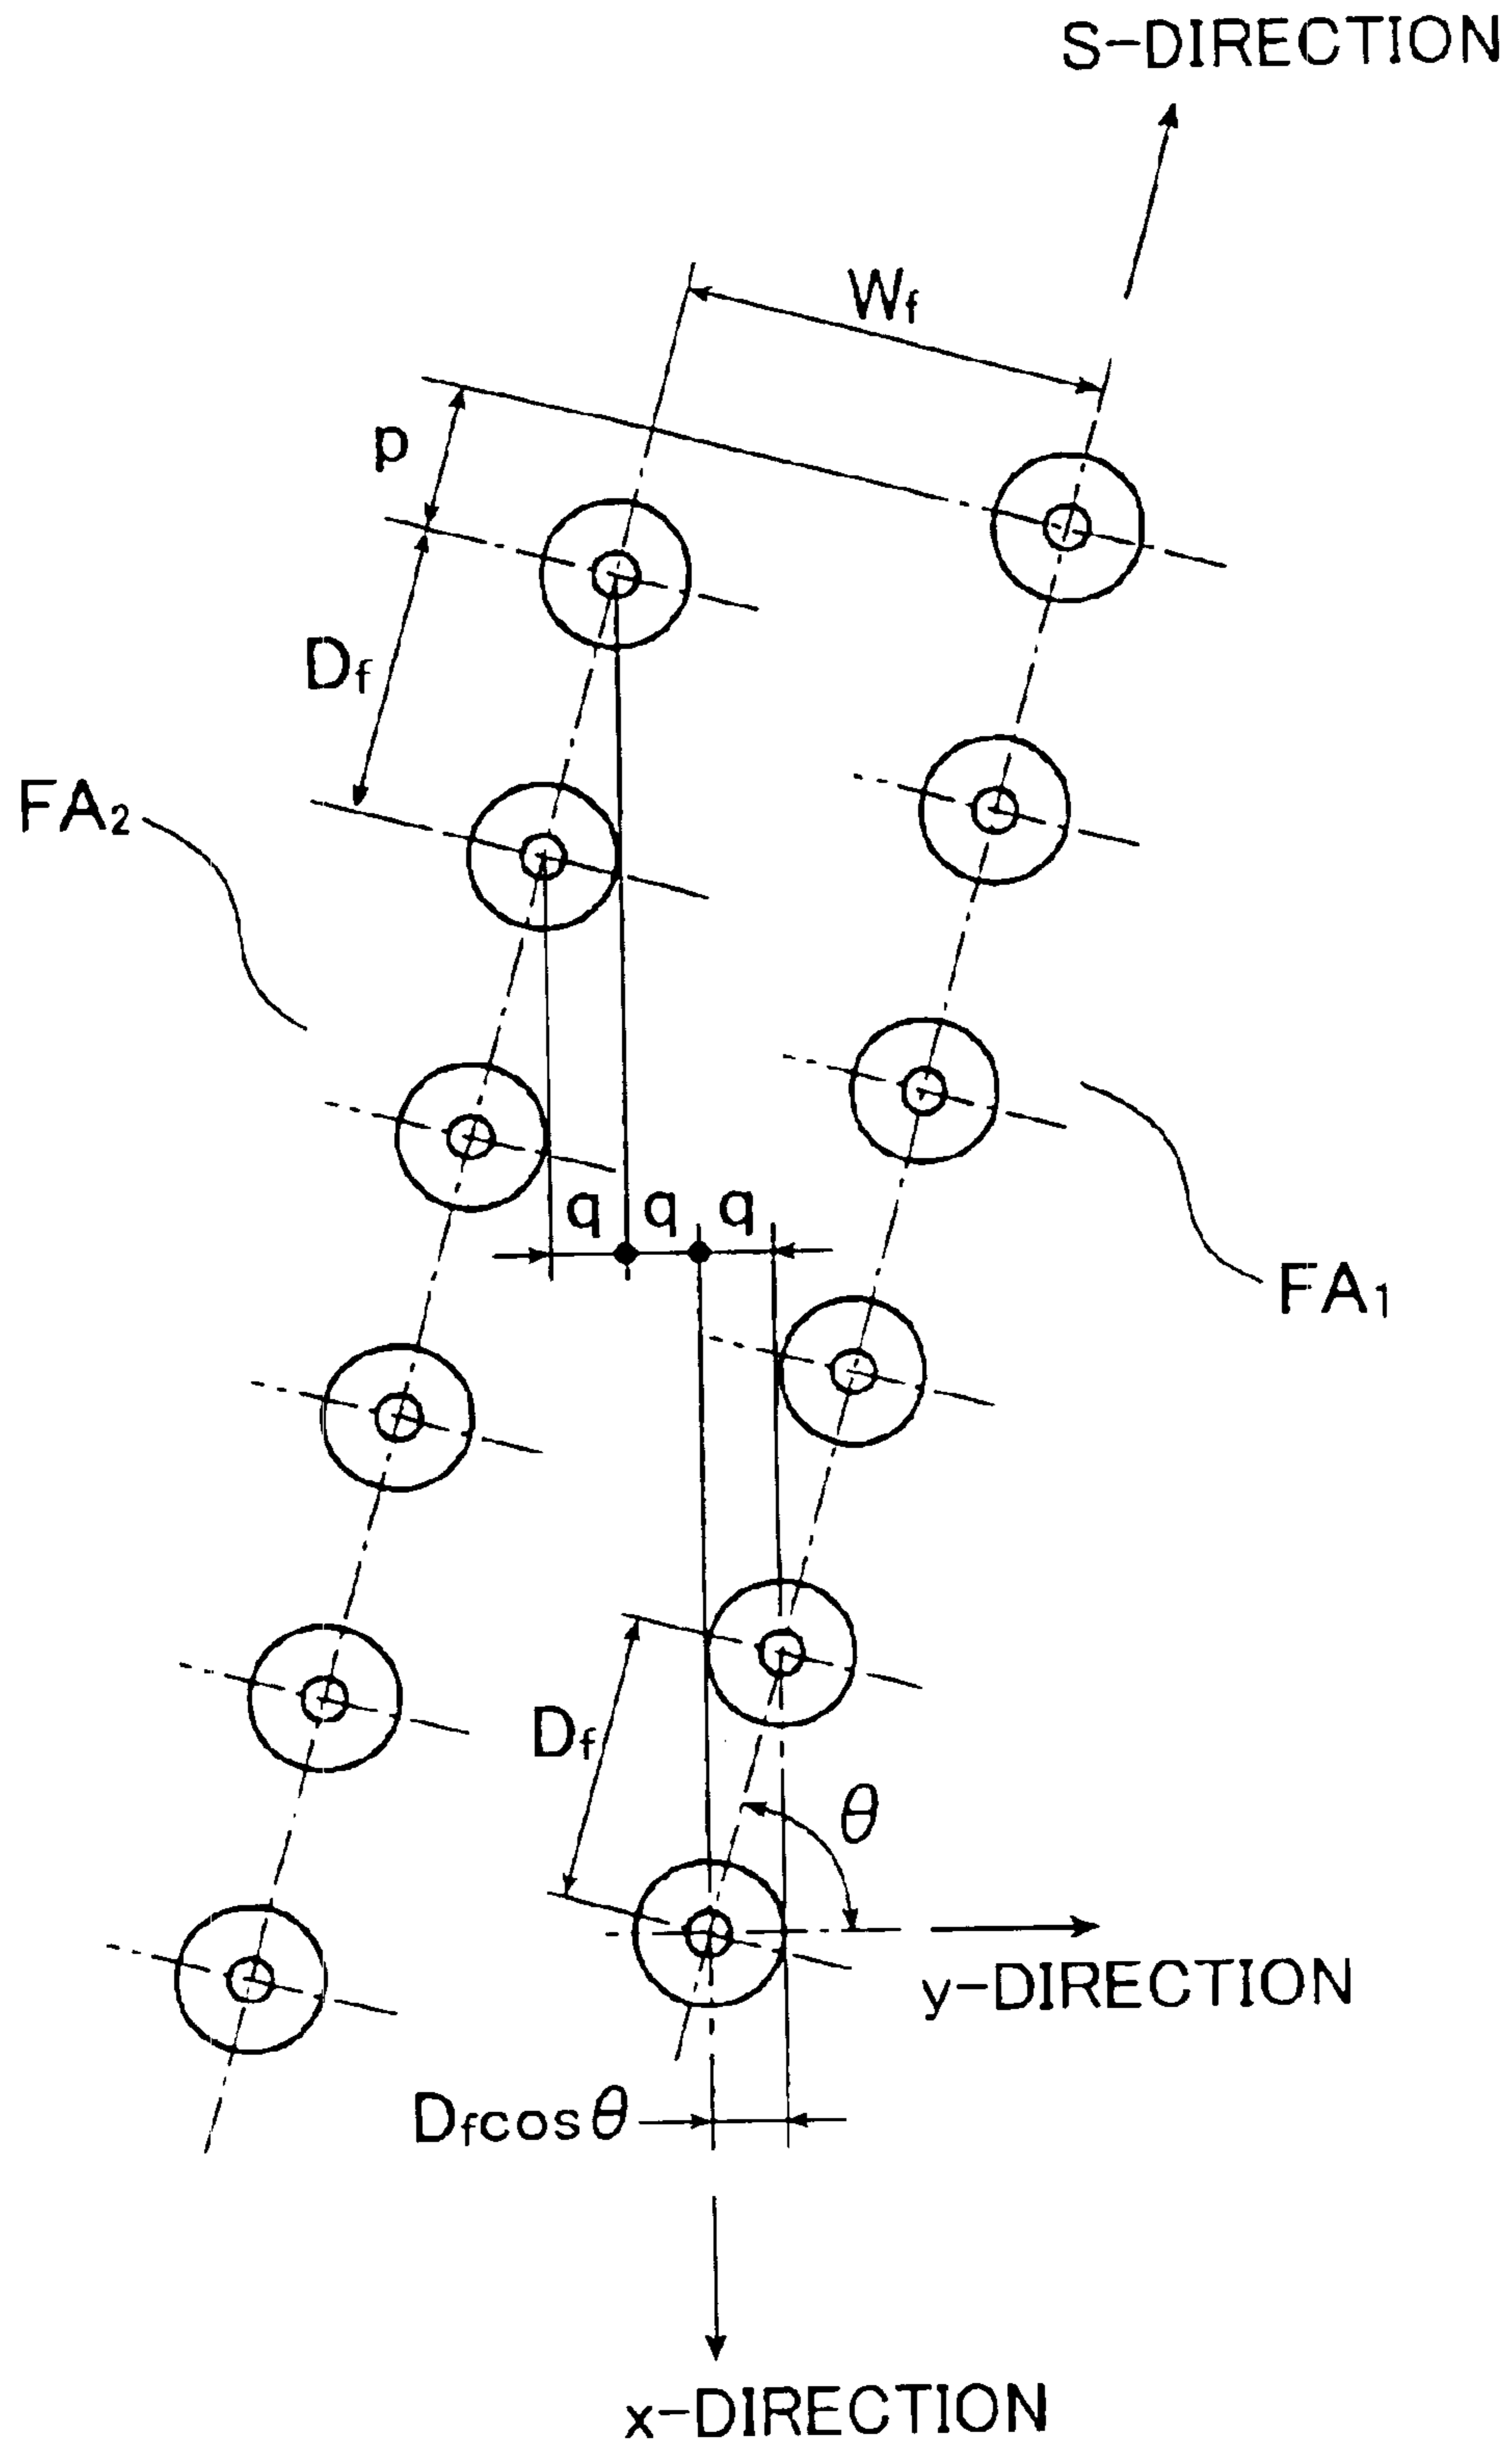 S-DIRECTION
Wf
p
Df
FA2
q q q
FA1
Df
θ
y-DIRECTION
Dfcosθ
x-DIRECTION